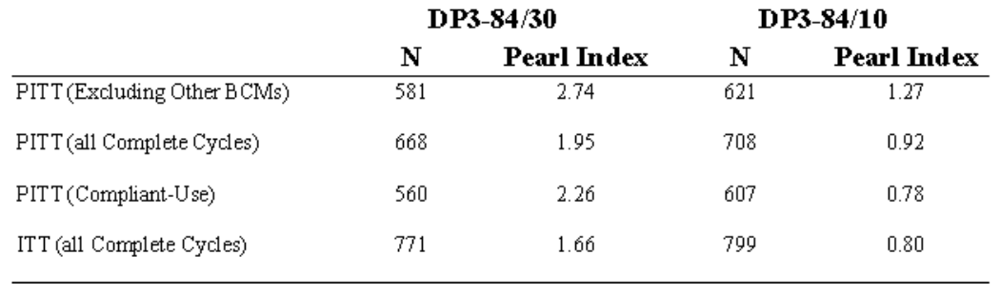 DP3-84/30 DP3-84/10
N Pearl Index N Pearl Index
PITT (Excluding Other BCMs) 581 2.74 621 1.27
PITT (all Complete Cycles) 668 1.95 708 0.92
PITT (Compliant-Use) 560 2.26 607 0.78
ITT (all Complete Cycles) 771 1.66 799 0.80